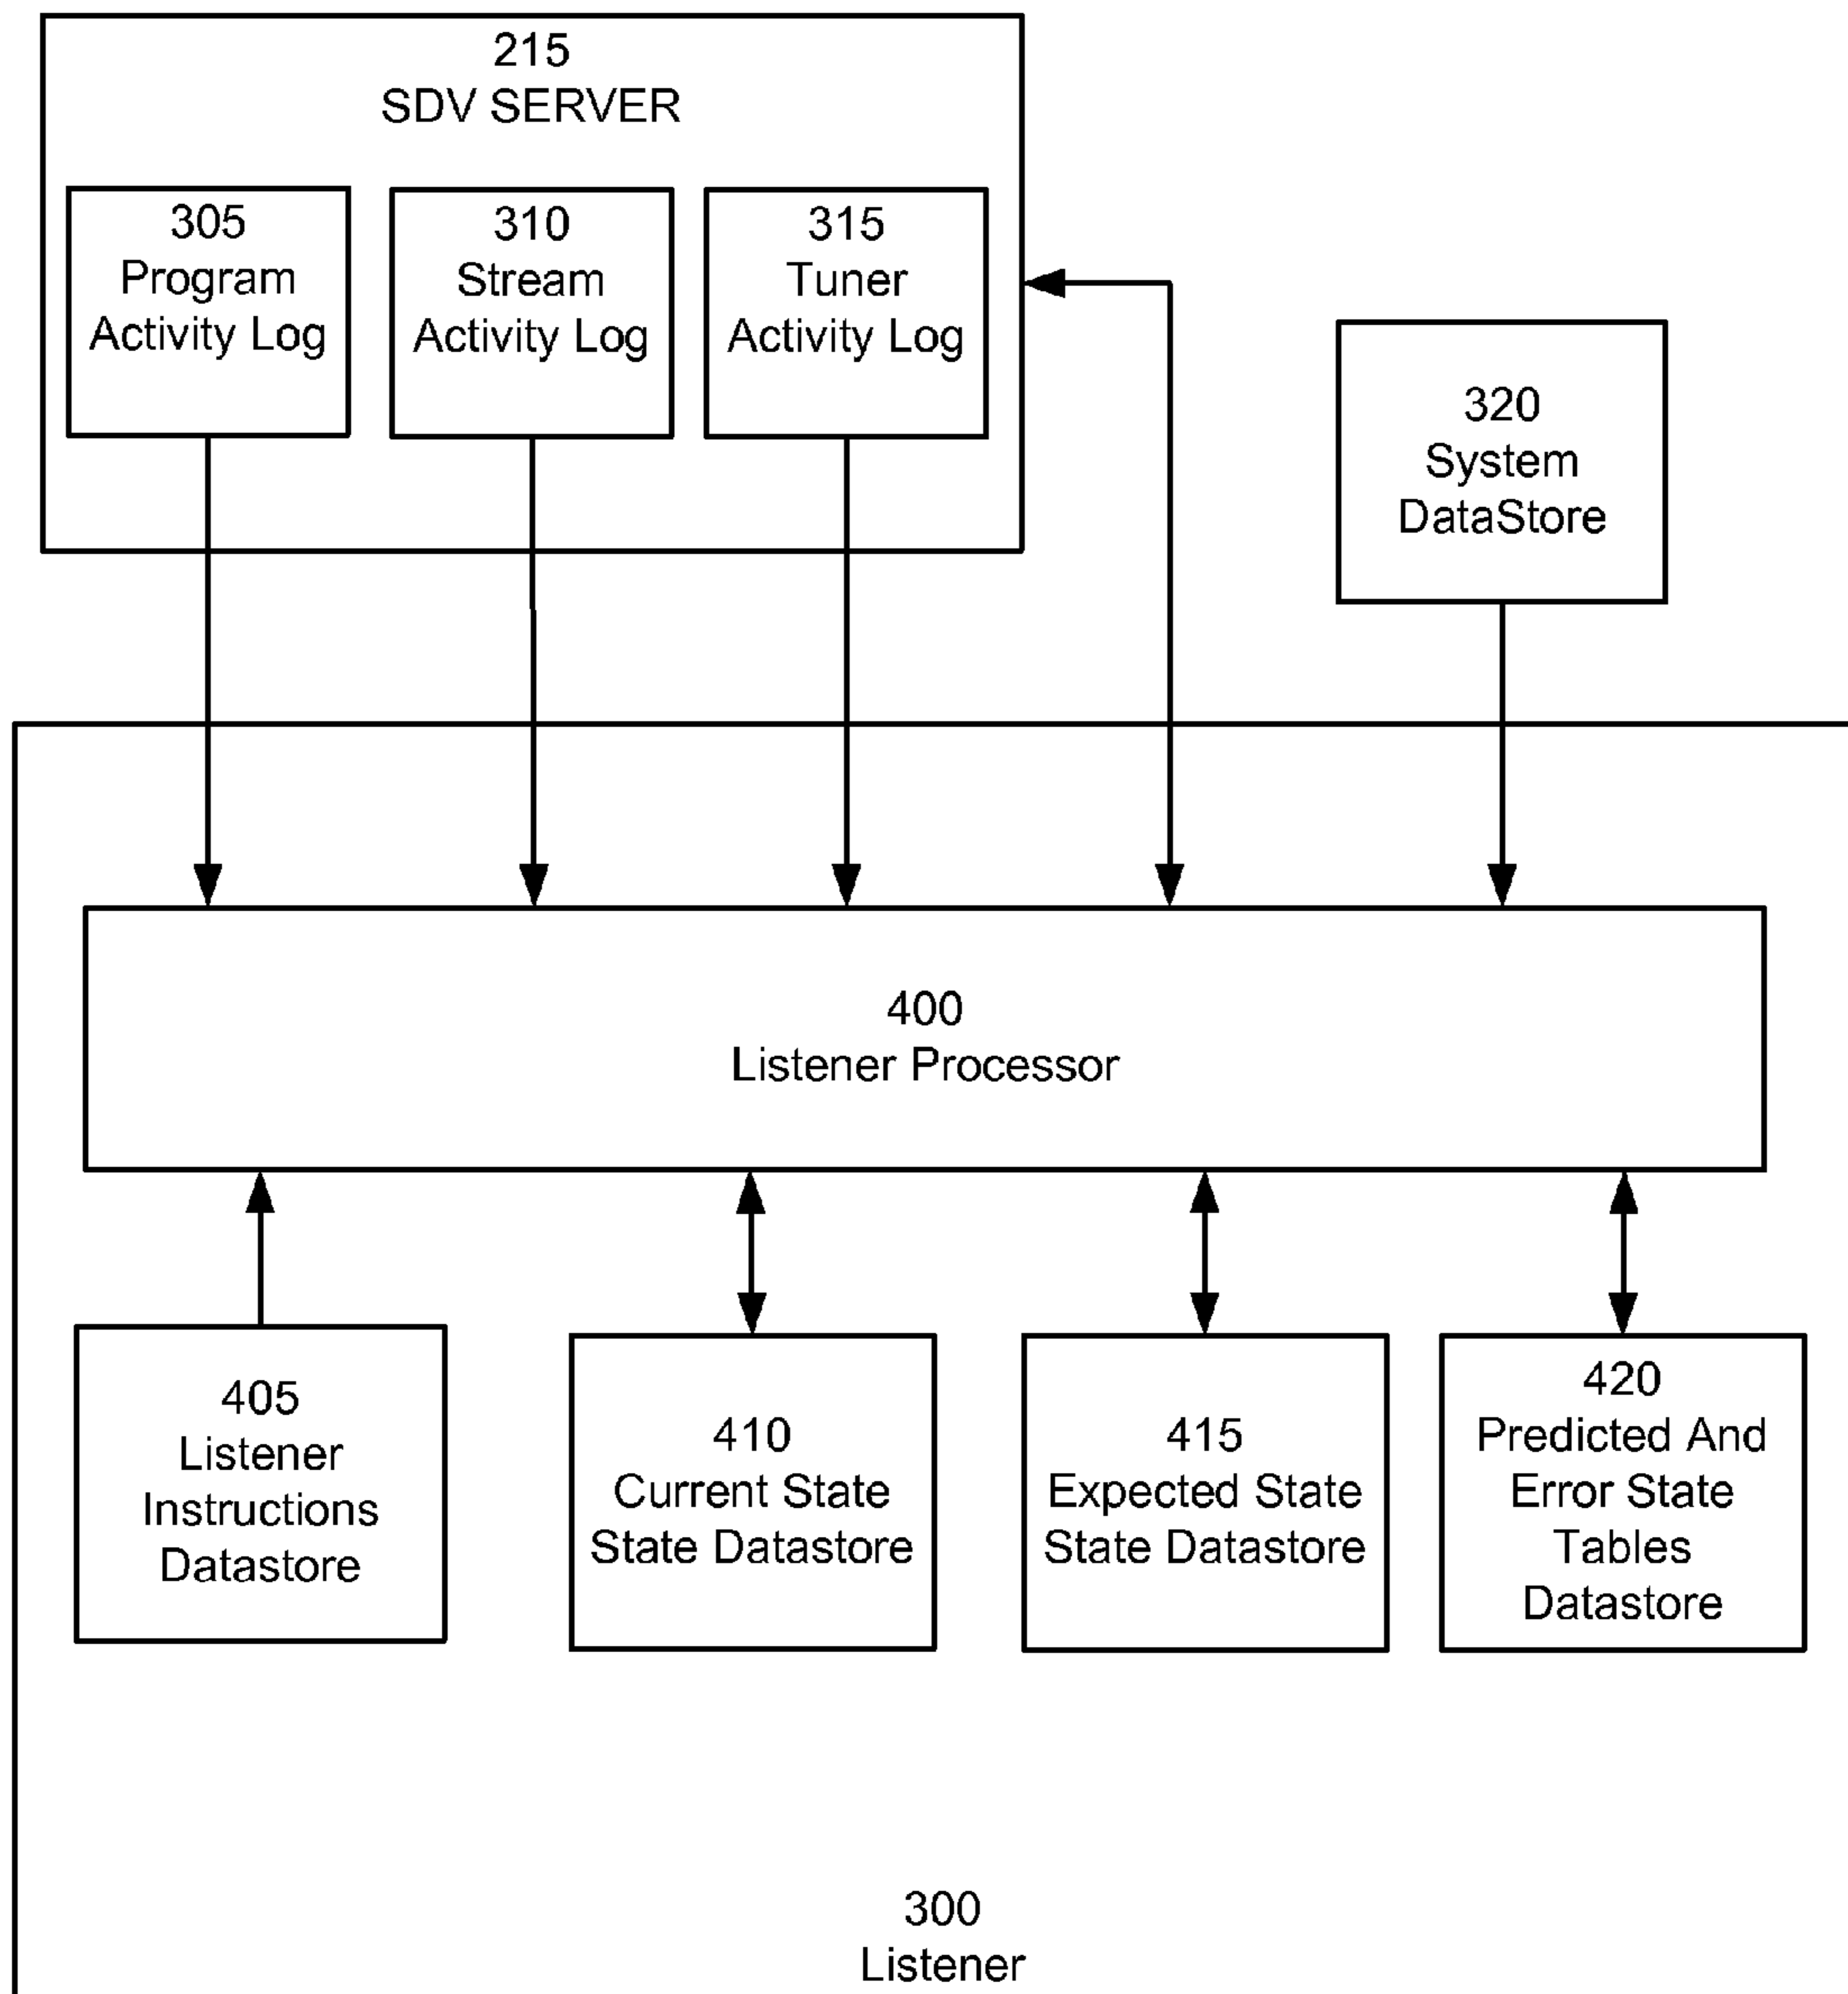 215
SDV SERVER
305
Program
Activity Log
310
Stream
Activity Log
315
Tuner
Activity Log
320
System
DataStore
400
Listener Processor
405
Listener
Instructions
Datastore
410
Current State
State Datastore
415
Expected State
State Datastore
420
Predicted And
Error State
Tables
Datastore
300
Listener